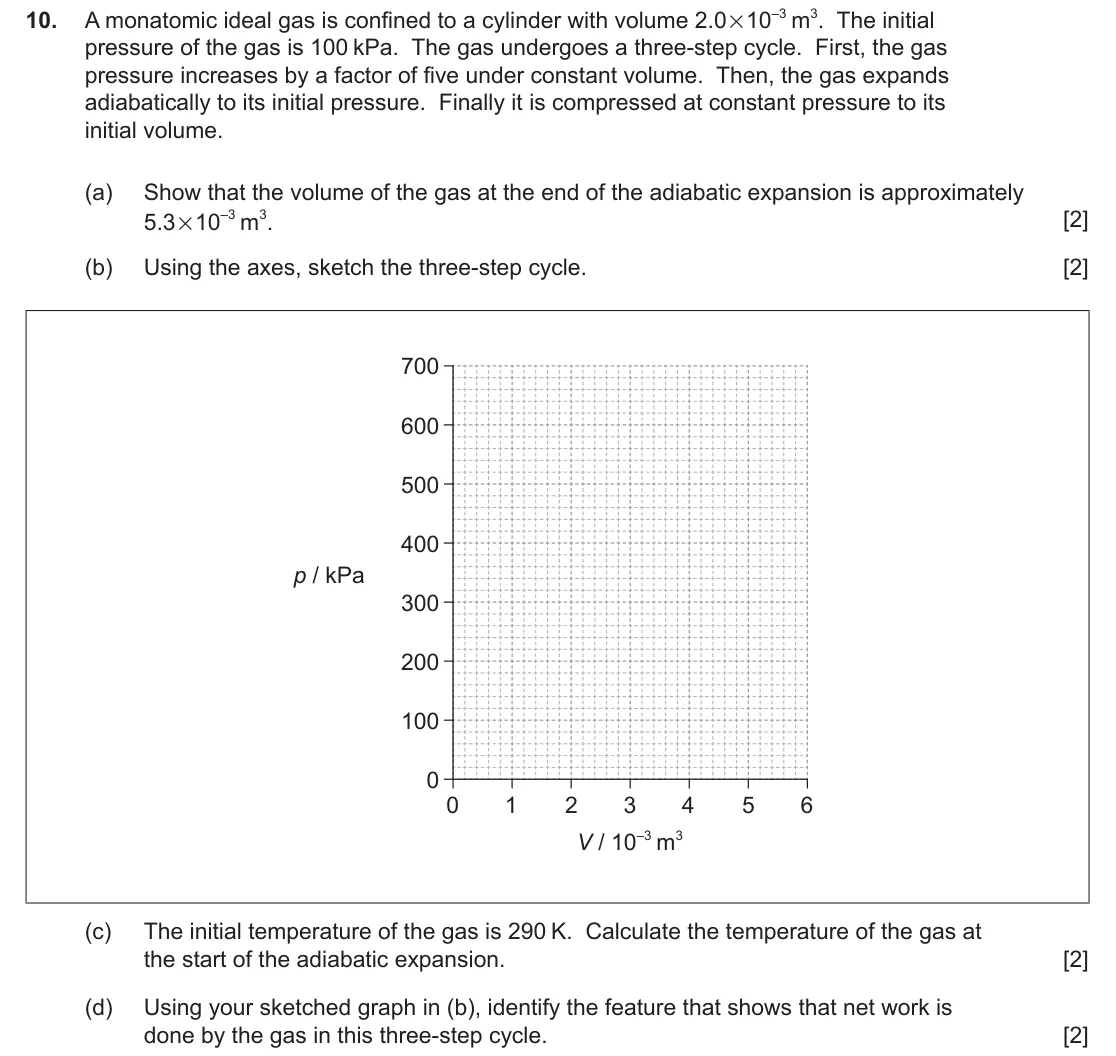 10. A monatomic ideal gas is confined to a cylinder with volume 2.0×10⁻³ m³. The initial
pressure of the gas is 100 kPa. The gas undergoes a three-step cycle. First, the gas
pressure increases by a factor of five under constant volume. Then, the gas expands
adiabatically to its initial pressure. Finally it is compressed at constant pressure to its
initial volume.
(a) Show that the volume of the gas at the end of the adiabatic expansion is approximately
5.3×10⁻³ m³. [2]
(b) Using the axes, sketch the three-step cycle. [2]
700
600
500
400
p / kPa
300
200
100
0
0 1 2 3 4 5 6
V / 10⁻³ m³
(c) The initial temperature of the gas is 290 K. Calculate the temperature of the gas at
the start of the adiabatic expansion. [2]
(d) Using your sketched graph in (b), identify the feature that shows that net work is
done by the gas in this three-step cycle. [2]